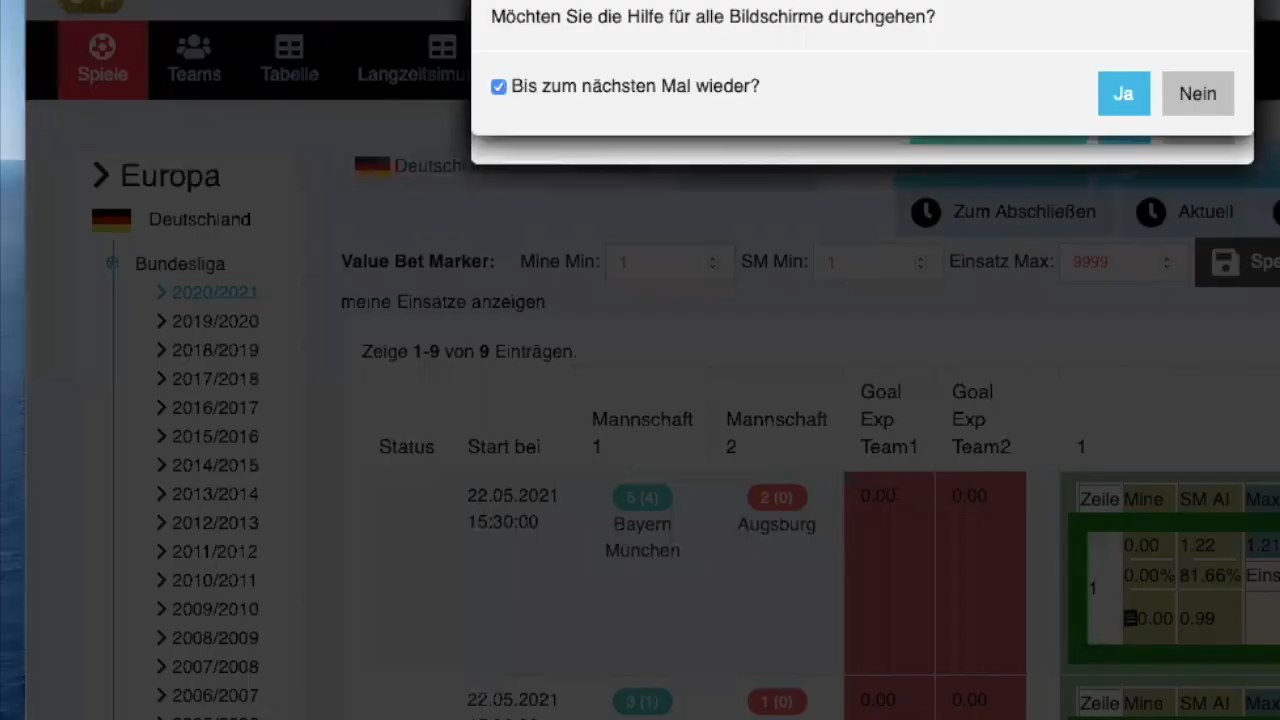 Möchten Sie die Hilfe für alle Bildschirme durchgehen?
Bis zum nächsten Mal wieder?
Ja
Nein
Spiele
Teams
Tabelle
Europa
Deutschland
Bundesliga
2020/2021
2019/2020
2018/2019
2017/2018
2016/2017
2015/2016
2014/2015
2013/2014
2012/2013
2011/2012
2010/2011
2009/2010
2008/2009
2007/2008
2006/2007
Zum Abschließen
Aktuell
Value Bet Marker: Mine Min: 1 SM Min: 1 Einsatz Max: 9999
meine Einsätze anzeigen
Zeige 1-9 von 9 Einträgen.
Status
Start bei
Mannschaft 1
Mannschaft 2
Goal Exp Team1
Goal Exp Team2
1
22.05.2021
15:30:00
5 (4)
Bayern
München
2 (0)
Augsburg
0.00
0.00
Zeile Mine SM AI Max
1
0.00 1.22 1.21
0.00% 81.66%
0.00 0.99
22.05.2021
3 (1)
1 (0)
0.00
0.00
Zeile Mine SM AI Max